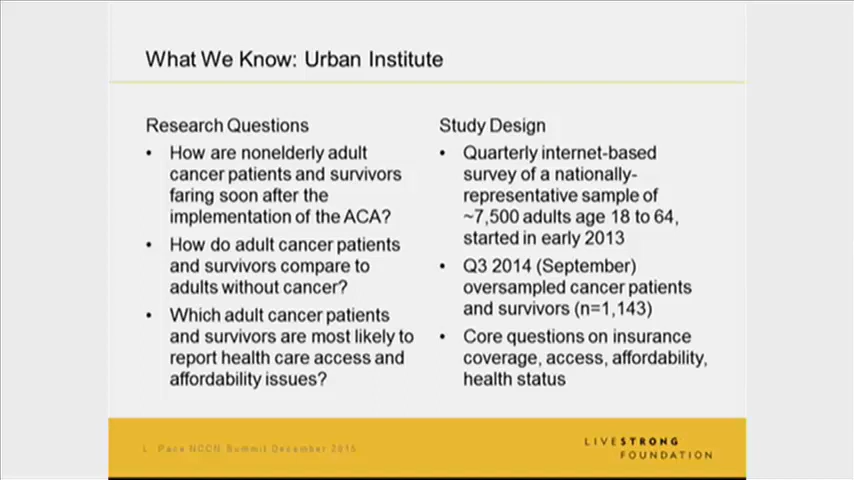 What We Know: Urban Institute
Research Questions
• How are nonelderly adult
cancer patients and survivors
faring soon after the
implementation of the ACA?
• How do adult cancer patients
and survivors compare to
adults without cancer?
• Which adult cancer patients
and survivors are most likely to
report health care access and
affordability issues?
Study Design
• Quarterly internet-based
survey of a nationally-
representative sample of
~7,500 adults age 18 to 64,
started in early 2013
• Q3 2014 (September)
oversampled cancer patients
and survivors (n=1,143)
• Core questions on insurance
coverage, access, affordability,
health status
L. Pace NCCN Summit December 2015
LIVESTRONG
FOUNDATION